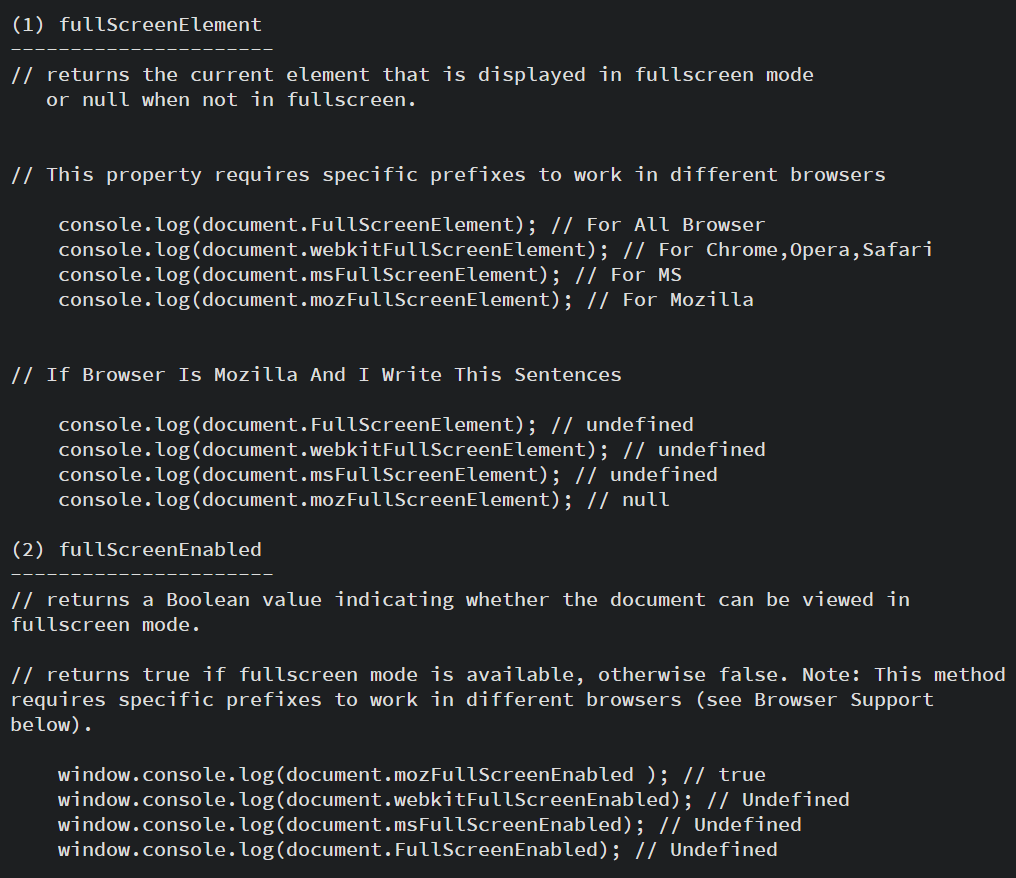 (1) fullScreenElement
----------------------
// returns the current element that is displayed in fullscreen mode
or null when not in fullscreen.
// This property requires specific prefixes to work in different browsers
console.log(document.FullScreenElement); // For All Browser
console.log(document.webkitFullScreenElement); // For Chrome,Opera,Safari
console.log(document.msFullScreenElement); // For MS
console.log(document.mozFullScreenElement); // For Mozilla
// If Browser Is Mozilla And I Write This Sentences
console.log(document.FullScreenElement); // undefined
console.log(document.webkitFullScreenElement); // undefined
console.log(document.msFullScreenElement); // undefined
console.log(document.mozFullScreenElement); // null
(2) fullScreenEnabled
----------------------
// returns a Boolean value indicating whether the document can be viewed in
fullscreen mode.
// returns true if fullscreen mode is available, otherwise false. Note: This method
requires specific prefixes to work in different browsers (see Browser Support
below).
window.console.log(document.mozFullScreenEnabled ); // true
window.console.log(document.webkitFullScreenEnabled); // Undefined
window.console.log(document.msFullScreenEnabled); // Undefined
window.console.log(document.FullScreenEnabled); // Undefined